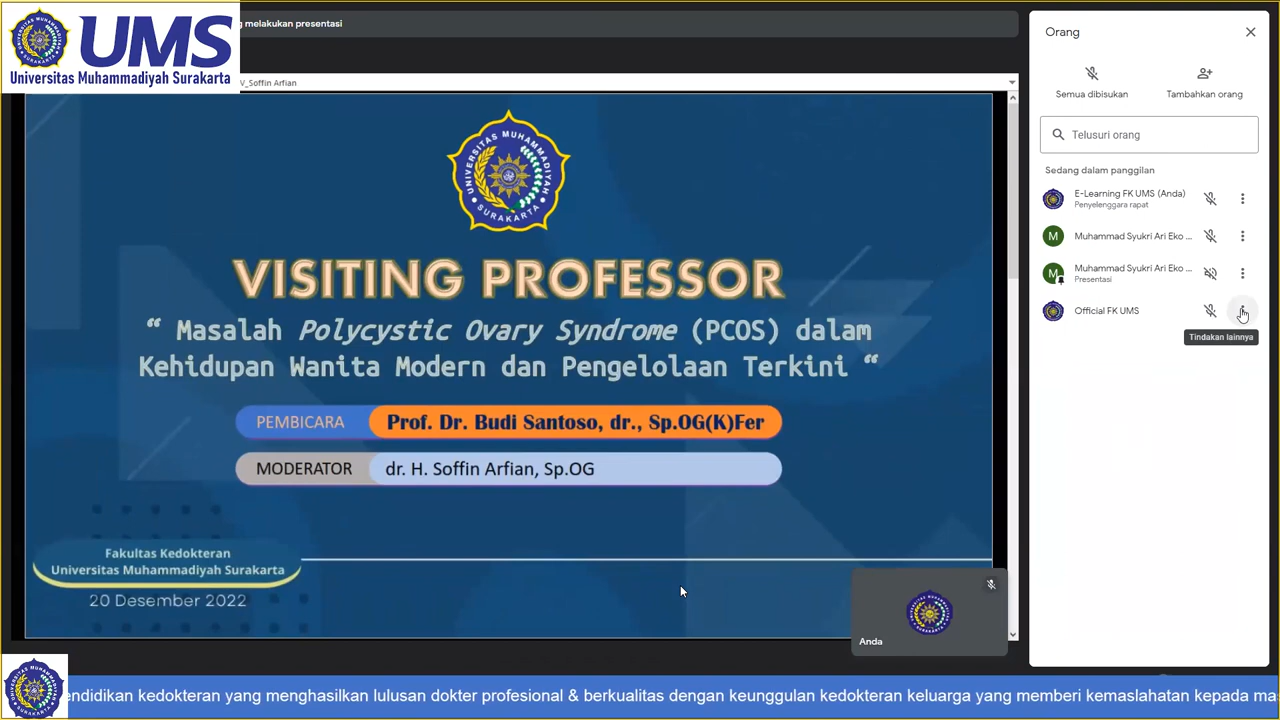 UMS
Universitas Muhammadiyah Surakarta
melakukan presentasi
V_Soffin Arfian
UNIVERSITAS MUHAMMADIYAH
SURAKARTA
VISITING PROFESSOR
“ Masalah Polycystic Ovary Syndrome (PCOS) dalam
Kehidupan Wanita Modern dan Pengelolaan Terkini “
PEMBICARA
Prof. Dr. Budi Santoso, dr., Sp.OG(K)Fer
MODERATOR
dr. H. Soffin Arfian, Sp.OG
Fakultas Kedokteran
Universitas Muhammadiyah Surakarta
20 Desember 2022
Anda
Orang
Semua dibisukan
Tambahkan orang
Telusuri orang
Sedang dalam panggilan
E-Learning FK UMS (Anda)
Penyelenggara rapat
M
Muhammad Syukri Ari Eko ...
M
Muhammad Syukri Ari Eko ...
Presentasi
Official FK UMS
Tindakan lainnya
endidikan kedokteran yang menghasilkan lulusan dokter profesional & berkualitas dengan keunggulan kedokteran keluarga yang memberi kemaslahatan kepada mas